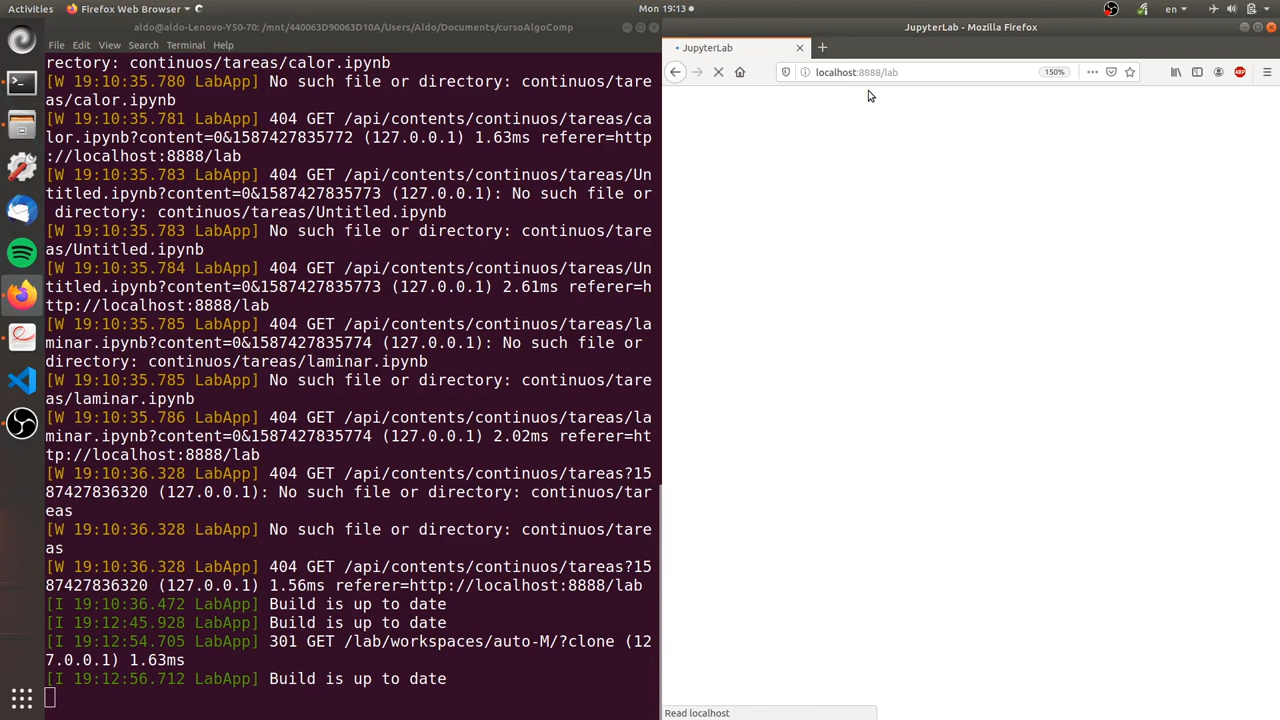 Activities Firefox Web Browser Mon 19:13 en
aldo@aldo-Lenovo-Y50-70: /mnt/440063D90063D10A/Users/Aldo/Documents/cursoAlgoComp
File Edit View Search Terminal Help
rectory: continuos/tareas/calor.ipynb
[W 19:10:35.780 LabApp] No such file or directory: continuos/tare
as/calor.ipynb
[W 19:10:35.781 LabApp] 404 GET /api/contents/continuos/tareas/ca
lor.ipynb?content=0&1587427835772 (127.0.0.1) 1.63ms referer=http
://localhost:8888/lab
[W 19:10:35.783 LabApp] 404 GET /api/contents/continuos/tareas/Un
titled.ipynb?content=0&1587427835773 (127.0.0.1): No such file or
 directory: continuos/tareas/Untitled.ipynb
[W 19:10:35.783 LabApp] No such file or directory: continuos/tare
as/Untitled.ipynb
[W 19:10:35.784 LabApp] 404 GET /api/contents/continuos/tareas/Un
titled.ipynb?content=0&1587427835773 (127.0.0.1) 2.61ms referer=h
ttp://localhost:8888/lab
[W 19:10:35.785 LabApp] 404 GET /api/contents/continuos/tareas/la
minar.ipynb?content=0&1587427835774 (127.0.0.1): No such file or
directory: continuos/tareas/laminar.ipynb
[W 19:10:35.785 LabApp] No such file or directory: continuos/tare
as/laminar.ipynb
[W 19:10:35.786 LabApp] 404 GET /api/contents/continuos/tareas/la
minar.ipynb?content=0&1587427835774 (127.0.0.1) 2.02ms referer=ht
tp://localhost:8888/lab
[W 19:10:36.328 LabApp] 404 GET /api/contents/continuos/tareas?15
87427836320 (127.0.0.1): No such file or directory: continuos/tar
eas
[W 19:10:36.328 LabApp] No such file or directory: continuos/tare
as
[W 19:10:36.328 LabApp] 404 GET /api/contents/continuos/tareas?15
87427836320 (127.0.0.1) 1.56ms referer=http://localhost:8888/lab
[I 19:10:36.472 LabApp] Build is up to date
[I 19:12:45.928 LabApp] Build is up to date
[I 19:12:54.705 LabApp] 301 GET /lab/workspaces/auto-M/?clone (12
7.0.0.1) 1.63ms
[I 19:12:56.712 LabApp] Build is up to date
JupyterLab - Mozilla Firefox
JupyterLab
localhost:8888/lab 150% ABP
Read localhost